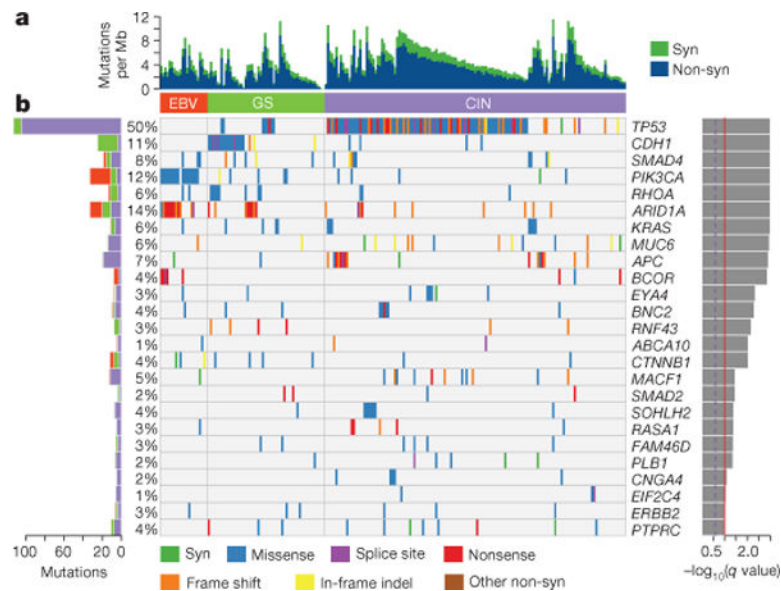 a
12
8
4
0
Mutations
per Mb
Syn
Non-syn
b
EBV GS CIN
50% TP53
11% CDH1
8% SMAD4
12% PIK3CA
6% RHOA
14% ARID1A
6% KRAS
6% MUC6
7% APC
4% BCOR
3% EYA4
4% BNC2
3% RNF43
1% ABCA10
4% CTNNB1
5% MACF1
2% SMAD2
4% SOHLH2
3% RASA1
3% FAM46D
2% PLB1
2% CNGA4
1% EIF2C4
3% ERBB2
4% PTPRC
100 60 20 0
Mutations
Syn Missense Splice site Nonsense
Frame shift In-frame indel Other non-syn
0.5 2.0
–log10(q value)